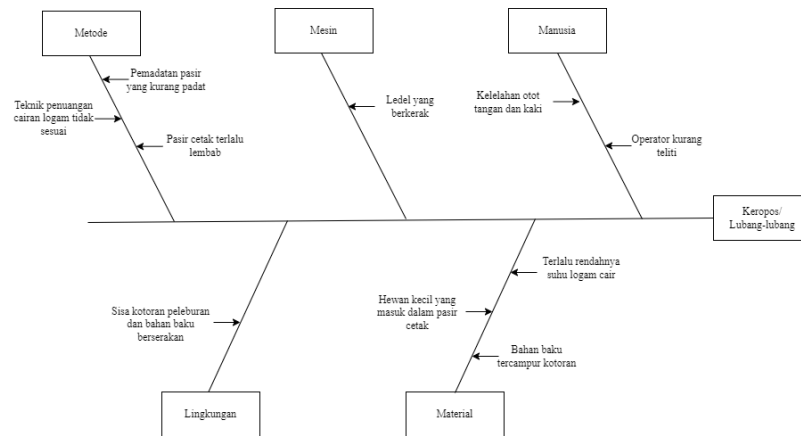 Metode
Mesin
Manusia
Pemadatan pasir
yang kurang padat
Teknik penuangan
cairan logam tidak
sesuai
Pasir cetak terlalu
lembab
Ledel yang
berkerak
Kelelahan otot
tangan dan kaki
Operator kurang
teliti
Keropos/
Lubang-lubang
Sisa kotoran peleburan
dan bahan baku
berserakan
Terlalu rendahnya
suhu logam cair
Hewan kecil yang
masuk dalam pasir
cetak
Bahan baku
tercampur kotoran
Lingkungan
Material